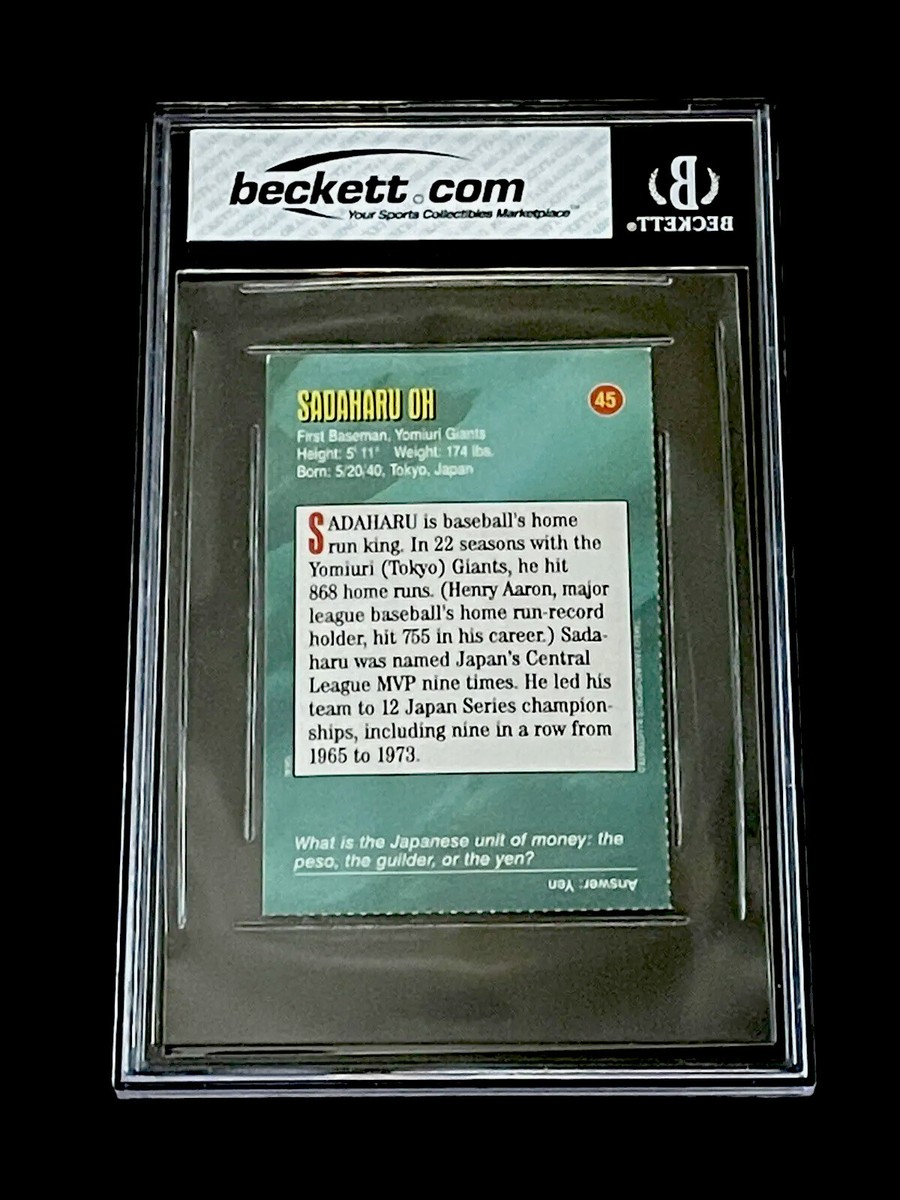 beckett.com
Your Sports Collectibles Marketplace™
B
BECKETT®
SADAHARU OH
45
First Baseman, Yomiuri Giants
Height: 5' 11" Weight: 174 lbs.
Born: 5/20/40, Tokyo, Japan
SADAHARU is baseball's home
run king. In 22 seasons with the
Yomiuri (Tokyo) Giants, he hit
868 home runs. (Henry Aaron, major
league baseball's home run-record
holder, hit 755 in his career.) Sada-
haru was named Japan's Central
League MVP nine times. He led his
team to 12 Japan Series champion-
ships, including nine in a row from
1965 to 1973.
What is the Japanese unit of money: the
peso, the guilder, or the yen?
Answer: Yen